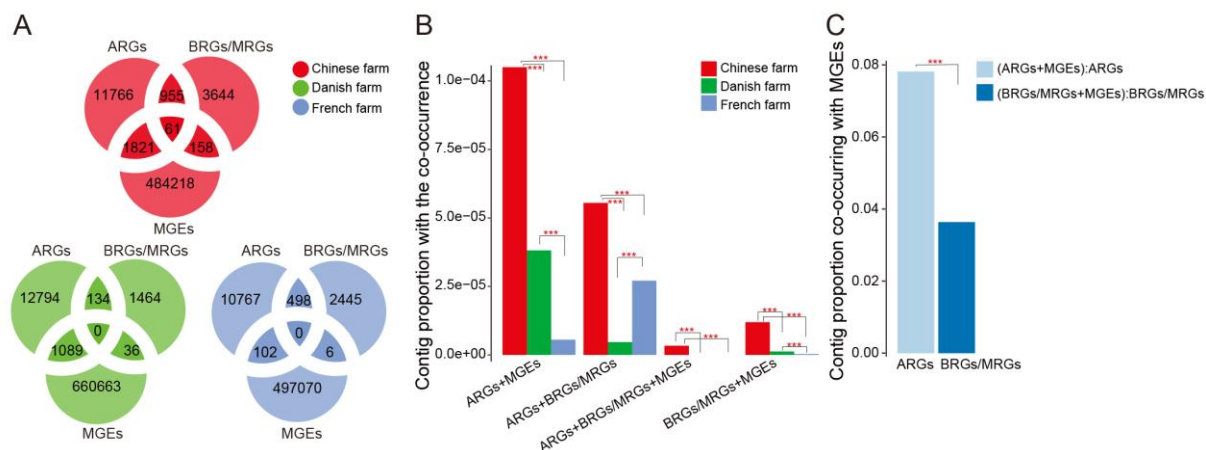 A
ARGs
BRGs/MRGs
11766
955
3644
61
1821
158
484218
MGEs
Chinese farm
Danish farm
French farm
ARGs
BRGs/MRGs
12794
134
1464
0
1089
36
660663
MGEs
ARGs
BRGs/MRGs
10767
498
2445
0
102
6
497070
MGEs
B
Contig proportion with the co-occurrence
1.0e-04
7.5e-05
5.0e-05
2.5e-05
0.0e+00
***
***
***
***
***
***
***
***
***
***
***
Chinese farm
Danish farm
French farm
ARGs+MGEs
ARGs+BRGs/MRGs
ARGs+BRGs/MRGs+MGEs
BRGs/MRGs+MGEs
C
Contig proportion co-occurring with MGEs
0.08
0.06
0.04
0.02
0.00
***
ARGs
BRGs/MRGs
(ARGs+MGEs):ARGs
(BRGs/MRGs+MGEs):BRGs/MRGs